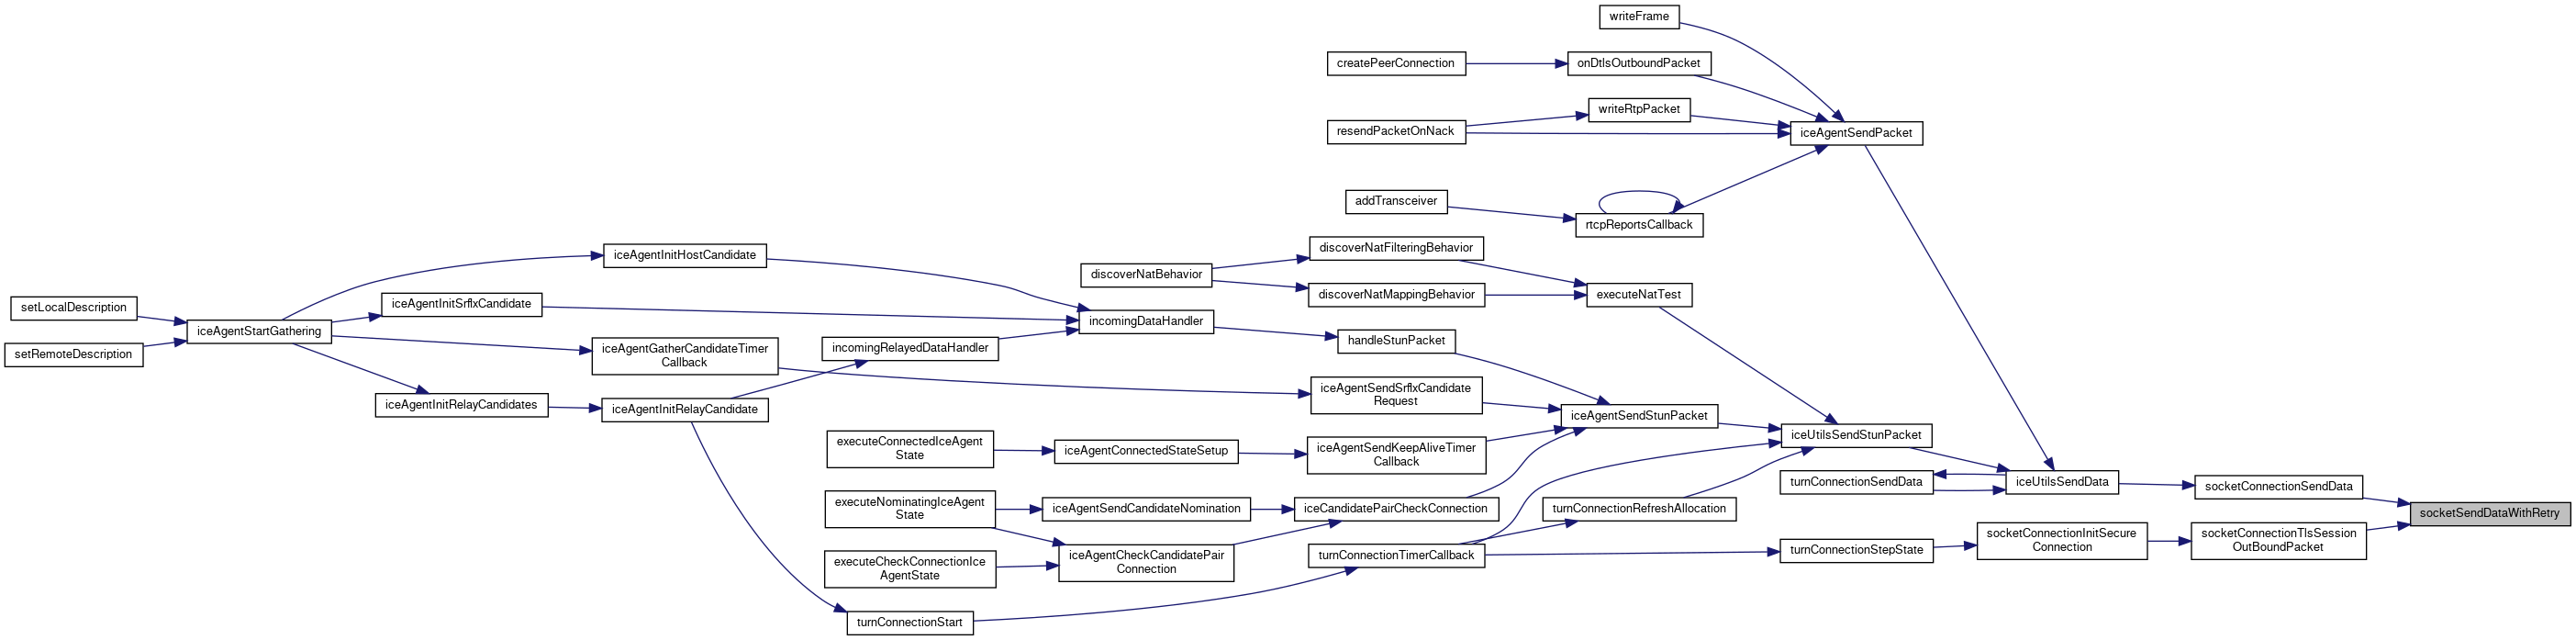 writeFrame
createPeerConnection
onDtlsOutboundPacket
writeRtpPacket
resendPacketOnNack
iceAgentSendPacket
addTransceiver
rtcpReportsCallback
iceAgentInitHostCandidate
discoverNatFilteringBehavior
discoverNatBehavior
discoverNatMappingBehavior
executeNatTest
setLocalDescription
iceAgentInitSrflxCandidate
iceAgentStartGathering
incomingDataHandler
setRemoteDescription
iceAgentGatherCandidateTimer
Callback
incomingRelayedDataHandler
handleStunPacket
iceAgentInitRelayCandidates
iceAgentInitRelayCandidate
iceAgentSendSrflxCandidate
Request
iceAgentSendStunPacket
executeConnectedIceAgent
State
iceAgentConnectedStateSetup
iceAgentSendKeepAliveTimer
Callback
iceUtilsSendStunPacket
turnConnectionSendData
iceUtilsSendData
socketConnectionSendData
executeNominatingIceAgent
State
iceAgentSendCandidateNomination
iceCandidatePairCheckConnection
turnConnectionRefreshAllocation
socketSendDataWithRetry
executeCheckConnectionIce
AgentState
iceAgentCheckCandidatePair
Connection
turnConnectionTimerCallback
turnConnectionStepState
socketConnectionInitSecure
Connection
socketConnectionTlsSession
OutBoundPacket
turnConnectionStart